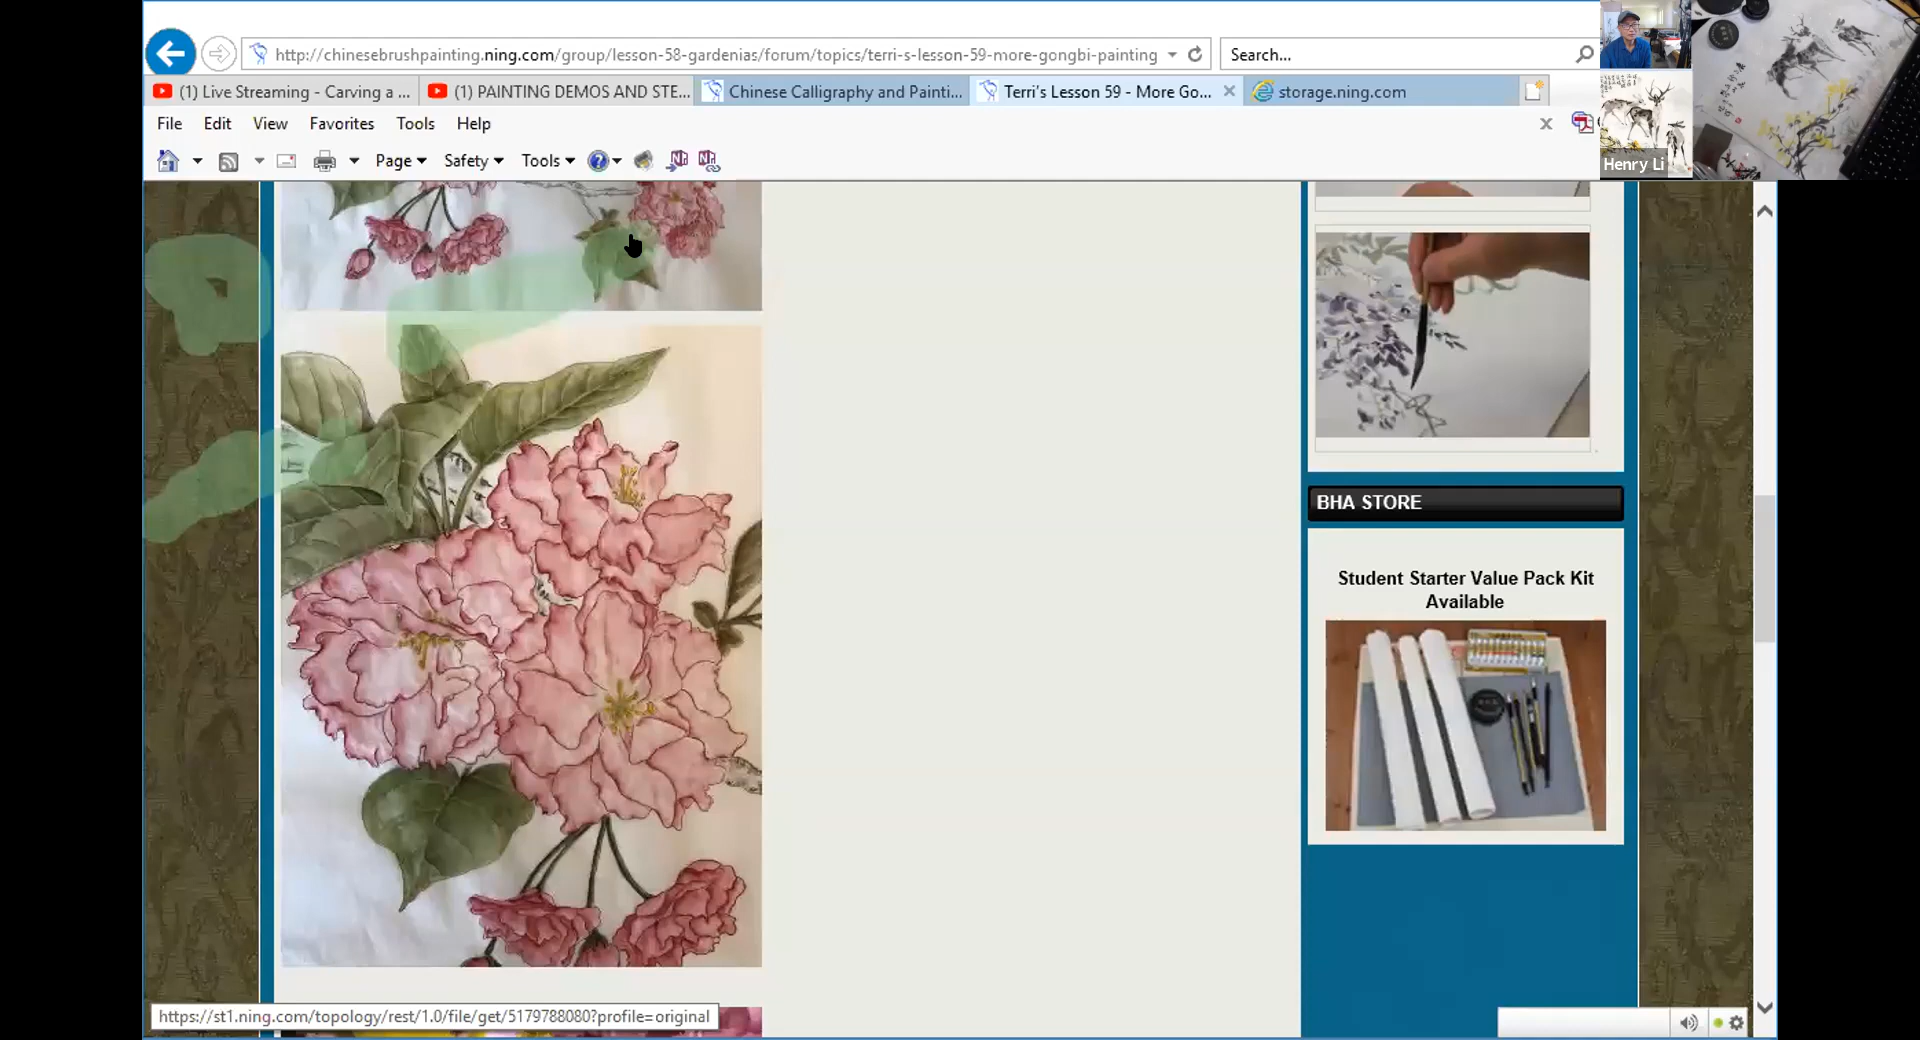 http://chinesebrushpainting.ning.com/group/lesson-58-gardenias/forum/topics/terri-s-lesson-59-more-gongbi-painting
Search...
(1) Live Streaming - Carving a ...
(1) PAINTING DEMOS AND STE...
Chinese Calligraphy and Painti...
Terri's Lesson 59 - More Go...
storage.ning.com
File Edit View Favorites Tools Help
Page Safety Tools
Henry Li
BHA STORE
Student Starter Value Pack Kit
Available
https://st1.ning.com/topology/rest/1.0/file/get/5179788080?profile=original